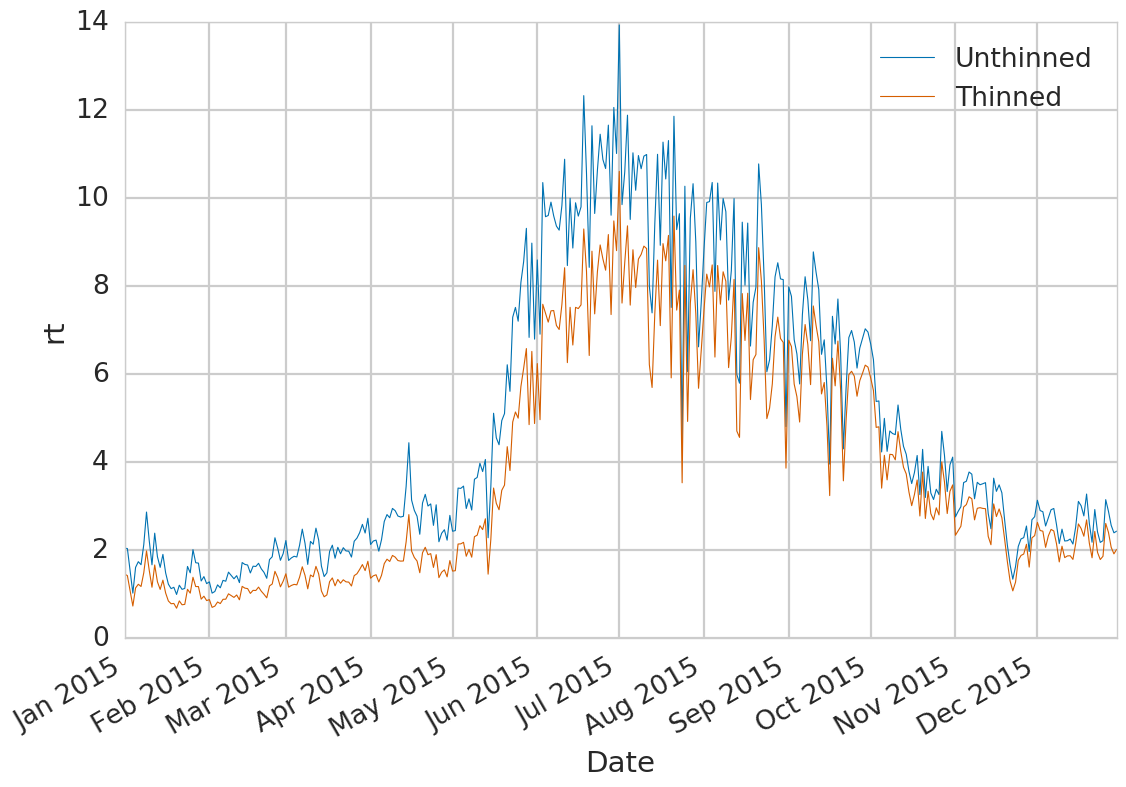 14
12
10
8
6
4
2
0
rt
Unthinned
Thinned
Jan 2015
Feb 2015
Mar 2015
Apr 2015
May 2015
Jun 2015
Jul 2015
Aug 2015
Sep 2015
Oct 2015
Nov 2015
Dec 2015
Date